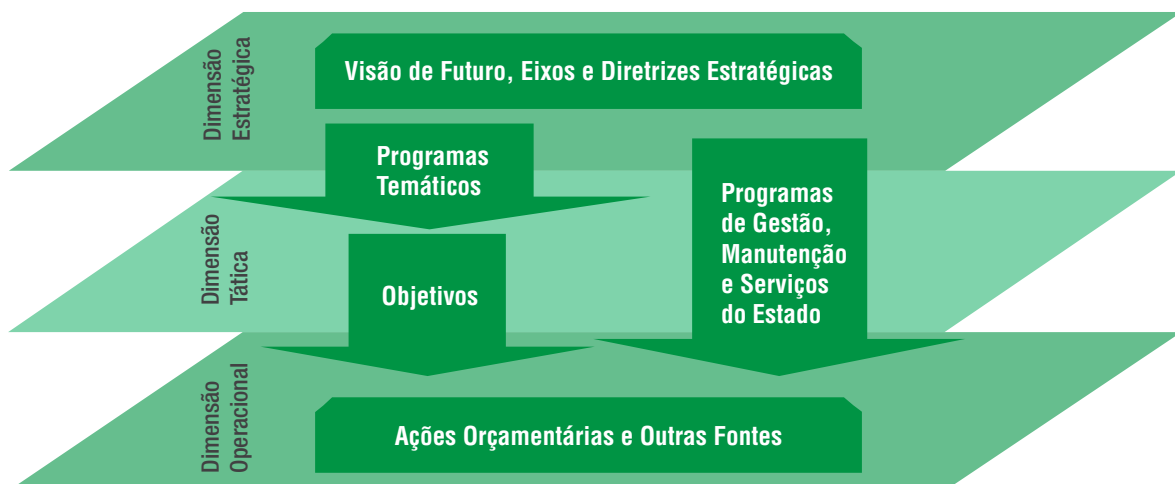 Dimensão
Estratégica
Visão de Futuro, Eixos e Diretrizes Estratégicas
Programas
Temáticos
Programas
de Gestão,
Manutenção
e Serviços
do Estado
Dimensão
Tática
Objetivos
Dimensão
Operacional
Ações Orçamentárias e Outras Fontes